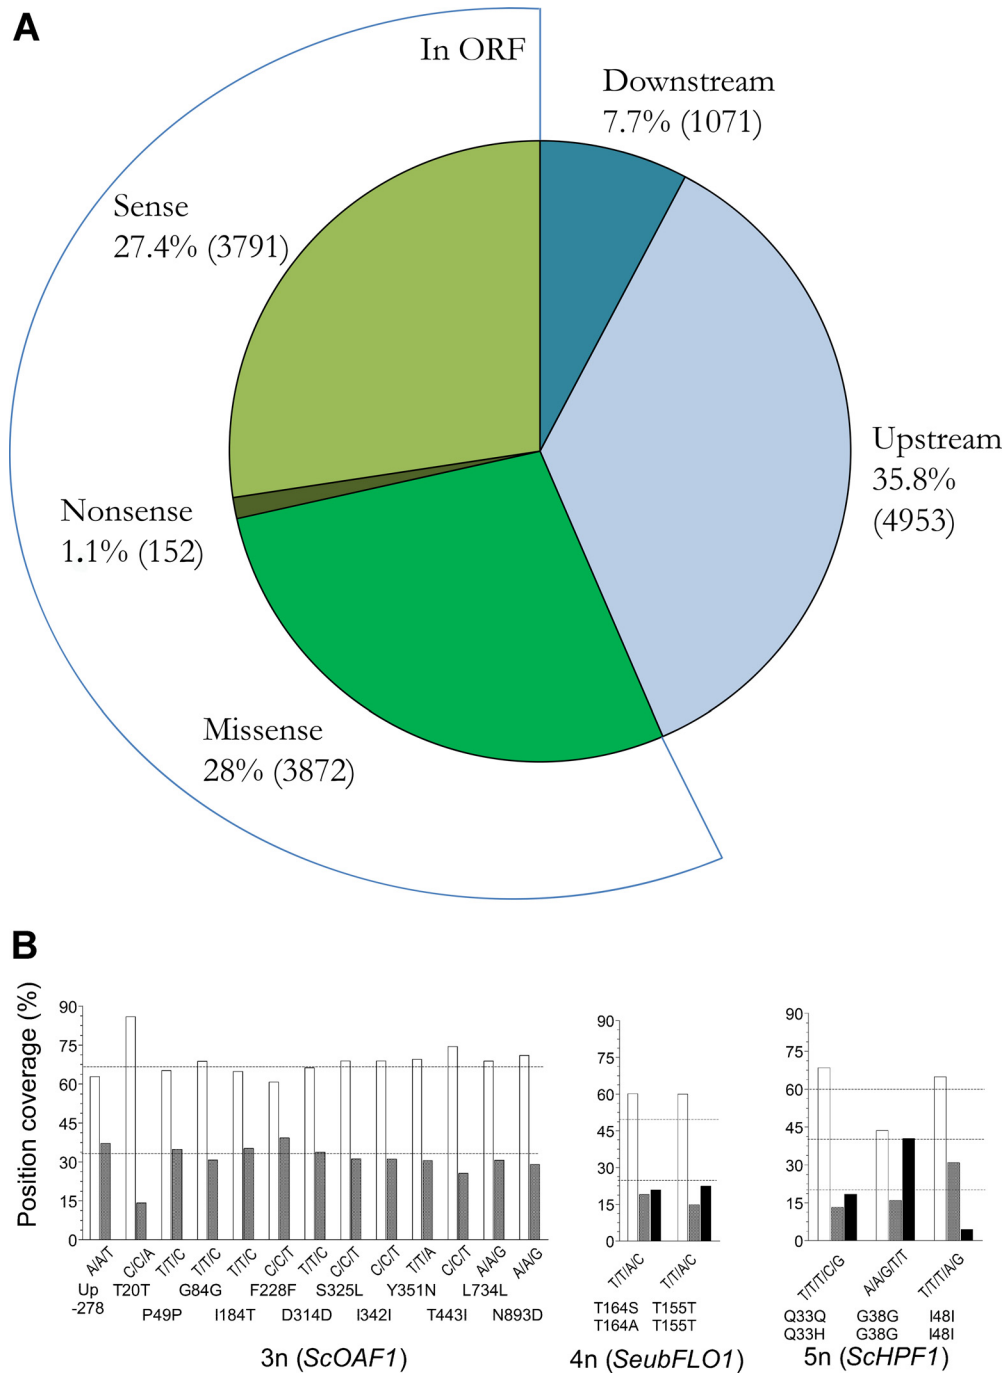 A
In ORF
Downstream
7.7% (1071)
Sense
27.4% (3791)
Upstream
35.8%
(4953)
Nonsense
1.1% (152)
Missense
28% (3872)
B
Position coverage (%)
90
75
60
45
30
15
0
A/A/T
C/C/A
T/T/C
T/T/C
T/T/C
C/C/T
T/T/C
C/C/T
C/C/T
T/T/A
C/C/T
A/A/G
A/A/G
Up T20T G84G F228F S325L Y351N L734L
-278 P49P I184T D314D I342I T443I N893D
3n (ScOAF1)
90
75
60
45
30
15
0
T/T/A/C
T/T/A/C
T164S T155T
T164A T155T
4n (SeubFLO1)
90
75
60
45
30
15
0
T/T/T/C/G
A/A/G/T/T
T/T/T/A/G
Q33Q G38G I48I
Q33H G38G I48I
5n (ScHPF1)